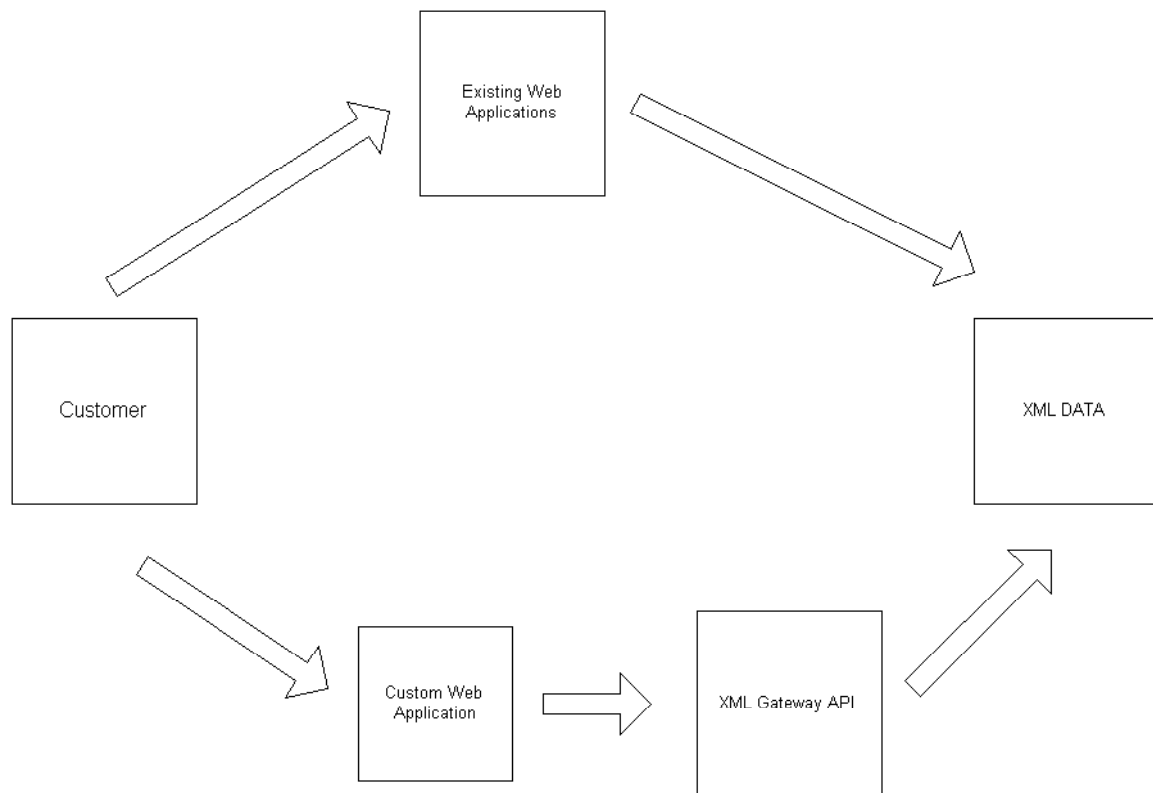 Existing Web
Applications
Customer
XML DATA
Custom Web
Application
XML Gateway API